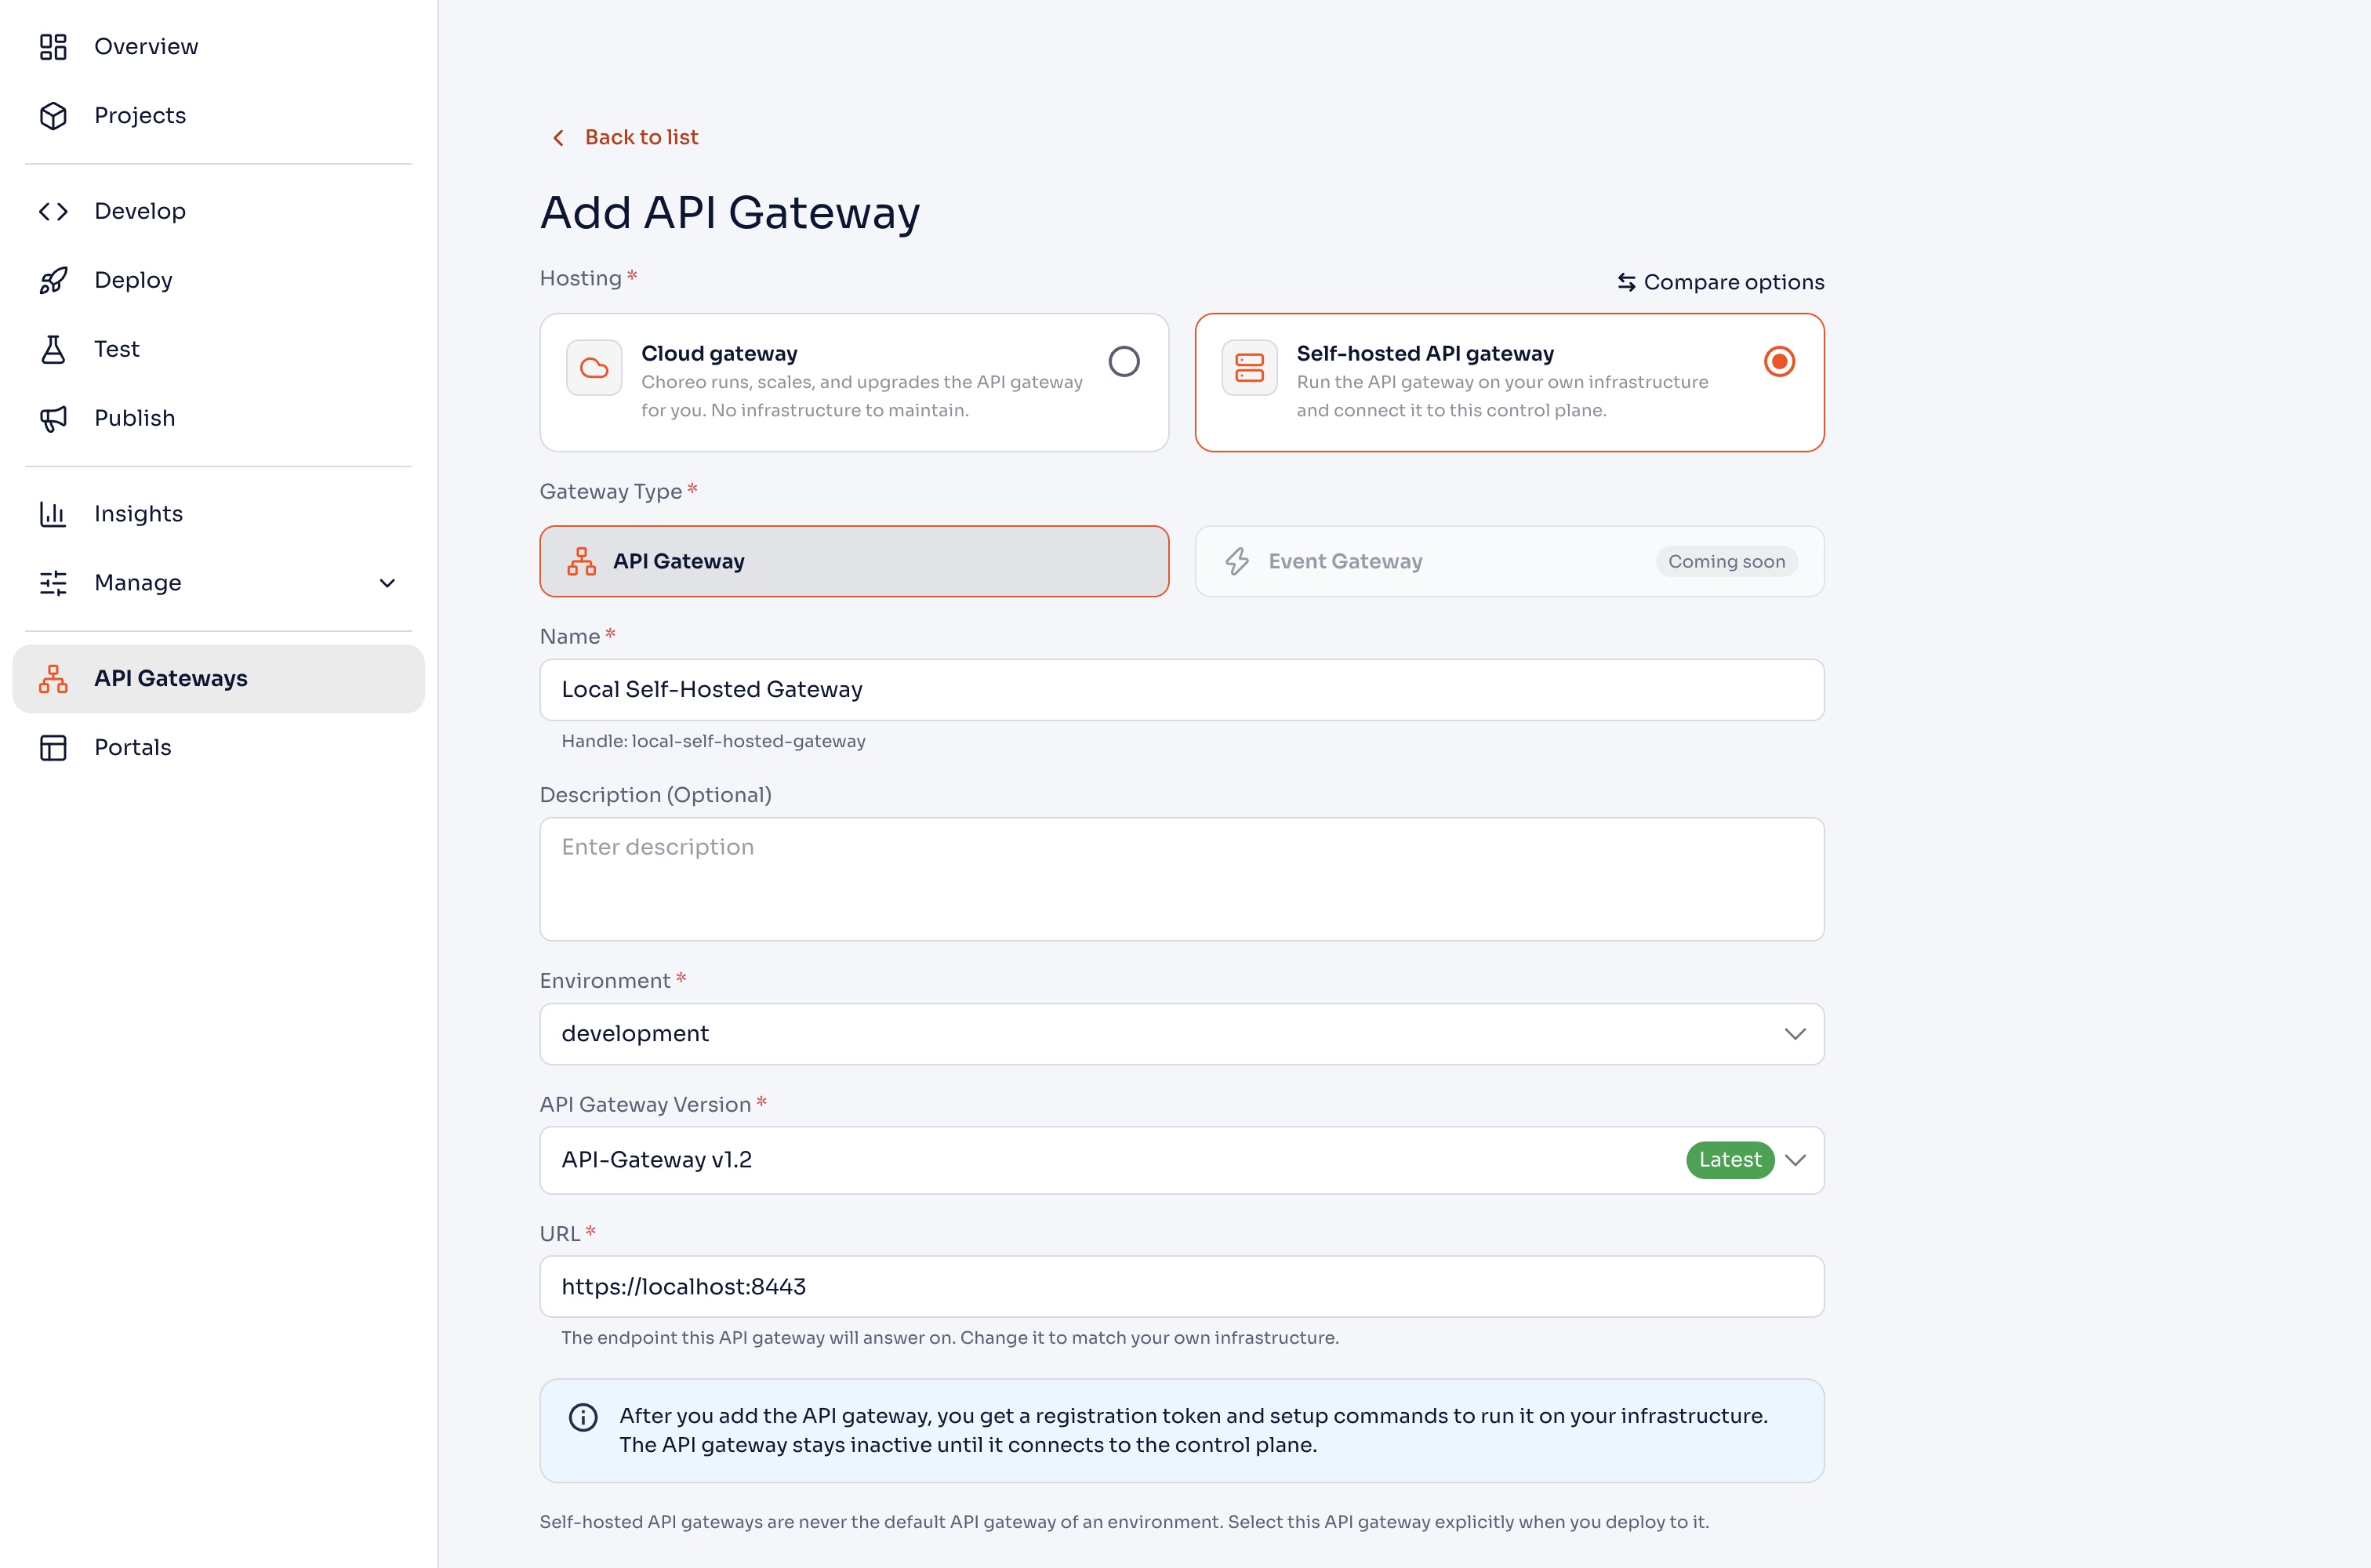 Overview
Projects
Develop
Deploy
Test
Publish
Insights
Manage
API Gateways
Portals
Back to list
Add API Gateway
Hosting *
Compare options
Cloud gateway
Choreo runs, scales, and upgrades the API gateway
for you. No infrastructure to maintain.
Self-hosted API gateway
Run the API gateway on your own infrastructure
and connect it to this control plane.
Gateway Type *
API Gateway
Event Gateway
Coming soon
Name *
Local Self-Hosted Gateway
Handle: local-self-hosted-gateway
Description (Optional)
Enter description
Environment *
development
API Gateway Version *
API-Gateway v1.2
Latest
URL *
https://localhost:8443
The endpoint this API gateway will answer on. Change it to match your own infrastructure.
After you add the API gateway, you get a registration token and setup commands to run it on your infrastructure.
The API gateway stays inactive until it connects to the control plane.
Self-hosted API gateways are never the default API gateway of an environment. Select this API gateway explicitly when you deploy to it.